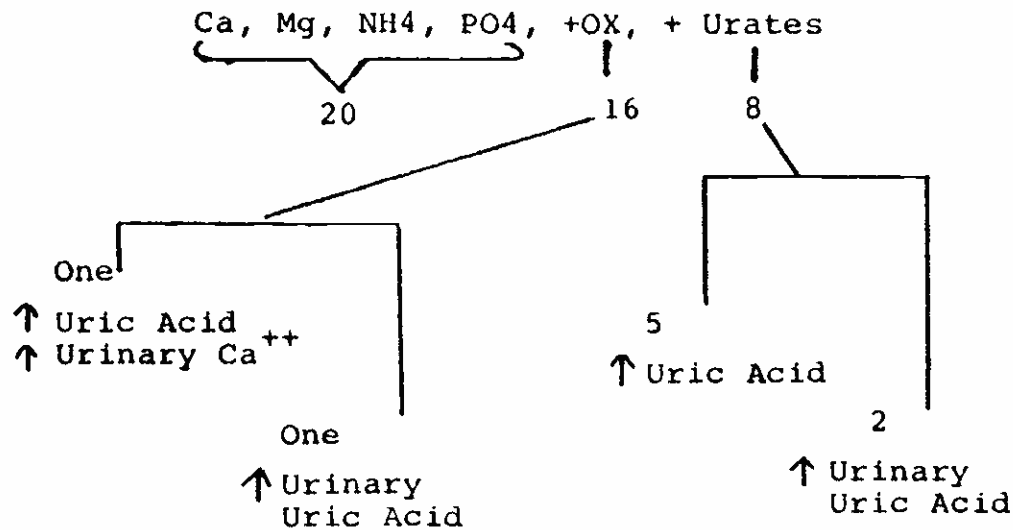 Ca, Mg, NH4, PO4, +OX, + Urates
20 16 8
One
↑ Uric Acid
↑ Urinary Ca++
One
↑ Urinary
Uric Acid
5
↑ Uric Acid
2
↑ Urinary
Uric Acid